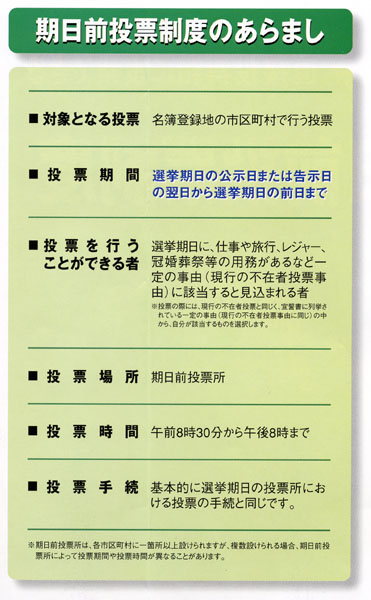 期日前投票制度のあらまし
■対象となる投票 名簿登録地の市区町村で行う投票
■投票期間 選挙期日の公示日または告示日
の翌日から選挙期日の前日まで
■投票を行う 選挙期日に、仕事や旅行、レジャー、
ことができる者 冠婚葬祭等の用務があるなど一
定の事由(現行の不在者投票事
由)に該当すると見込まれる者
※投票の際には、現行の不在者投票と同じく、宣誓書に列挙さ
れている一定の事由(現行の不在者投票事由に同じ)の中
から、自分が該当するものを選択します。
■投票場所 期日前投票所
■投票時間 午前8時30分から午後8時まで
■投票手続 基本的に選挙期日の投票所にお
ける投票の手続と同じです。
※期日前投票所は、各市区町村に一箇所以上設けられますが、複数設けられる場合、期日前投
票所によって投票期間や投票時間が異なることがあります。